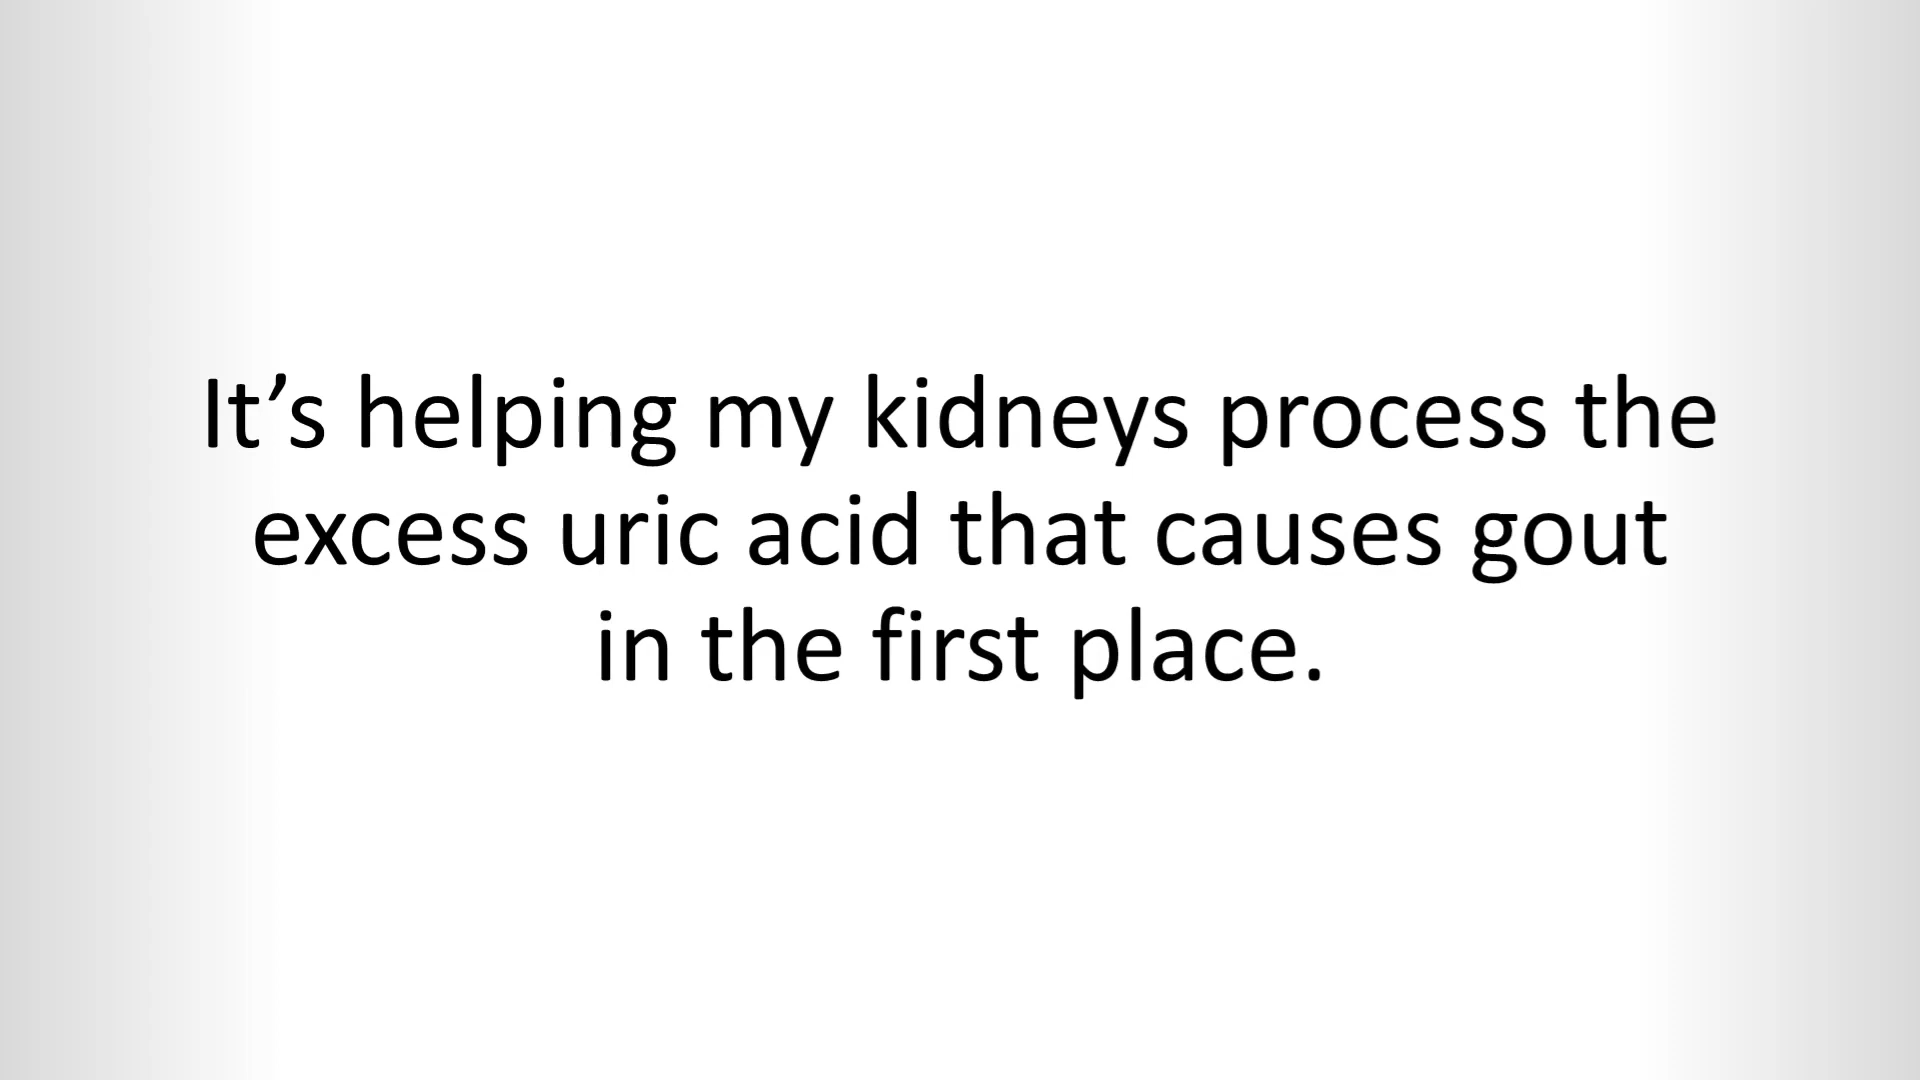 It’s helping my kidneys process the
excess uric acid that causes gout
in the first place.